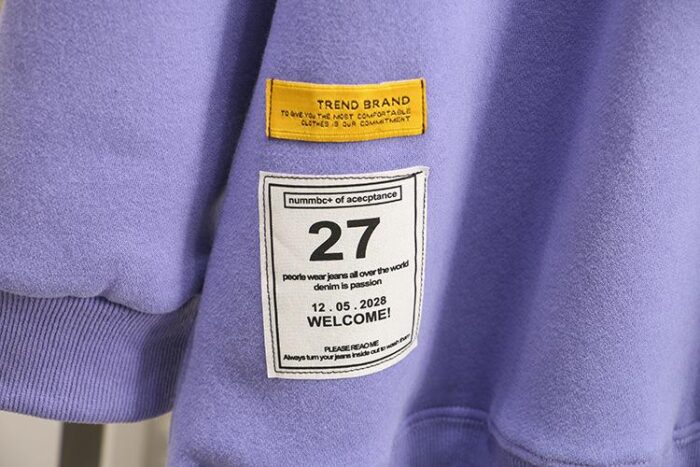 TREND BRAND
TO GIVE YOU THE MOST COMFORTABLE
CLOTHES IS OUR COMMITMENT
nummbc+ of acecptance
27
peorle wear jeans all over the world
denim is passion
12.05.2028
WELCOME!
PLEASE REAO ME
Always turn your jeans inside out to wash them